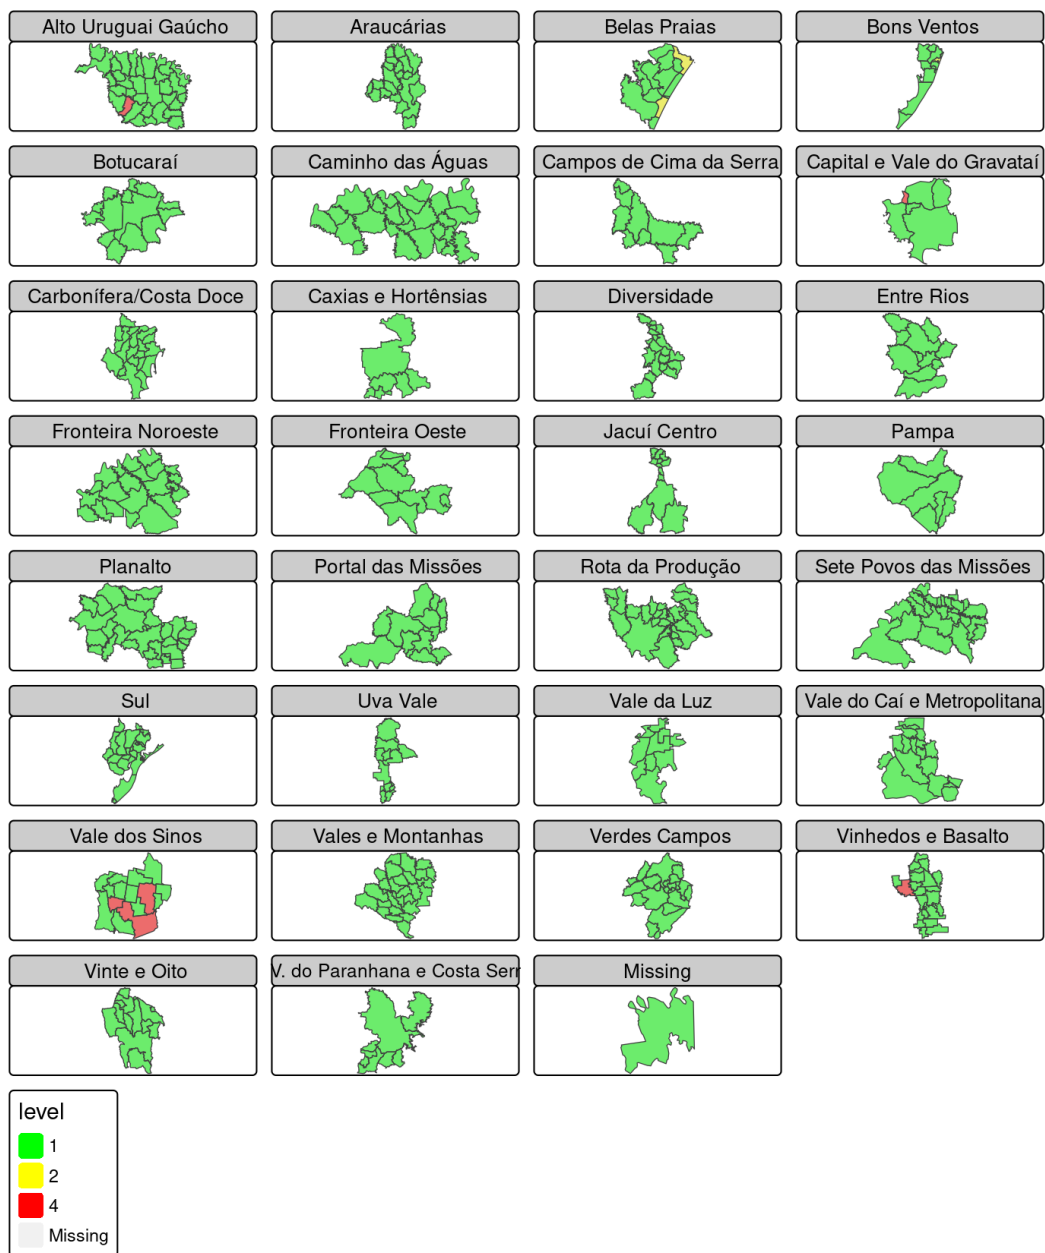 Alto Uruguai Gaúcho
Araucárias
Belas Praias
Bons Ventos
Botucaraí
Caminho das Águas
Campos de Cima da Serra
Capital e Vale do Gravataí
Carbonífera/Costa Doce
Caxias e Hortênsias
Diversidade
Entre Rios
Fronteira Noroeste
Fronteira Oeste
Jacuí Centro
Pampa
Planalto
Portal das Missões
Rota da Produção
Sete Povos das Missões
Sul
Uva Vale
Vale da Luz
Vale do Caí e Metropolitana
Vale dos Sinos
Vales e Montanhas
Verdes Campos
Vinhedos e Basalto
Vinte e Oito
V. do Paranhana e Costa Serr
Missing
level
1
2
4
Missing